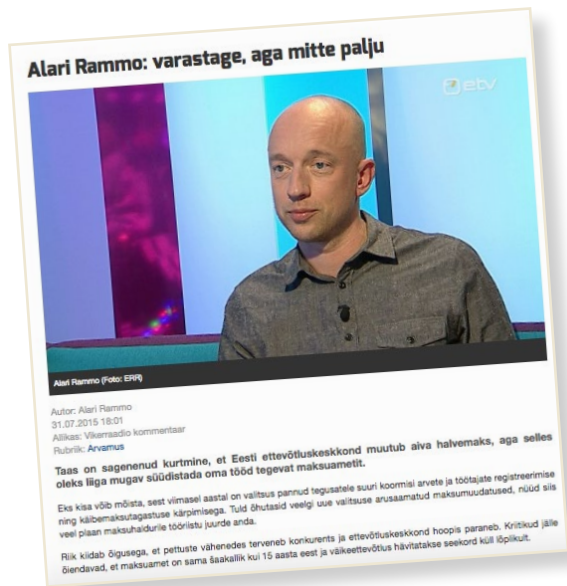 Alari Rammo: varastage, aga mitte palju
etv
Alari Rammo (Foto: ERR)
Autor: Alari Rammo
31.07.2015 18:01
Allikas: Vikerraadio kommentaar
Rubriik: Arvamus
Taas on sagenenud kurtmine, et Eesti ettevõtluskeskkond muutub aiva halvemaks, aga selles
oleks liiga mugav süüdistada oma tööd tegevat maksuametit.
Eks kisa võib mõista, sest viimasel aastal on valitsus pannud tegusatele suuri koormisi arvete ja töötajate registreerimise
ning käibemaksutagastuse kärpimisega. Tuld õhutasid veelgi uue valitsuse arusaamatud maksumuudatused, nüüd siis
veel plaan maksuhaldurile tööriistu juurde anda.
Riik kiidab õigusega, et pettuste vähenedes terveneb konkurents ja ettevõtluskeskkond hoopis paraneb. Kriitikud jälle
õiendavad, et maksuamet on sama šaakallik kui 15 aasta eest ja väikeettevõtlus hävitatakse seekord küll lõplikult.